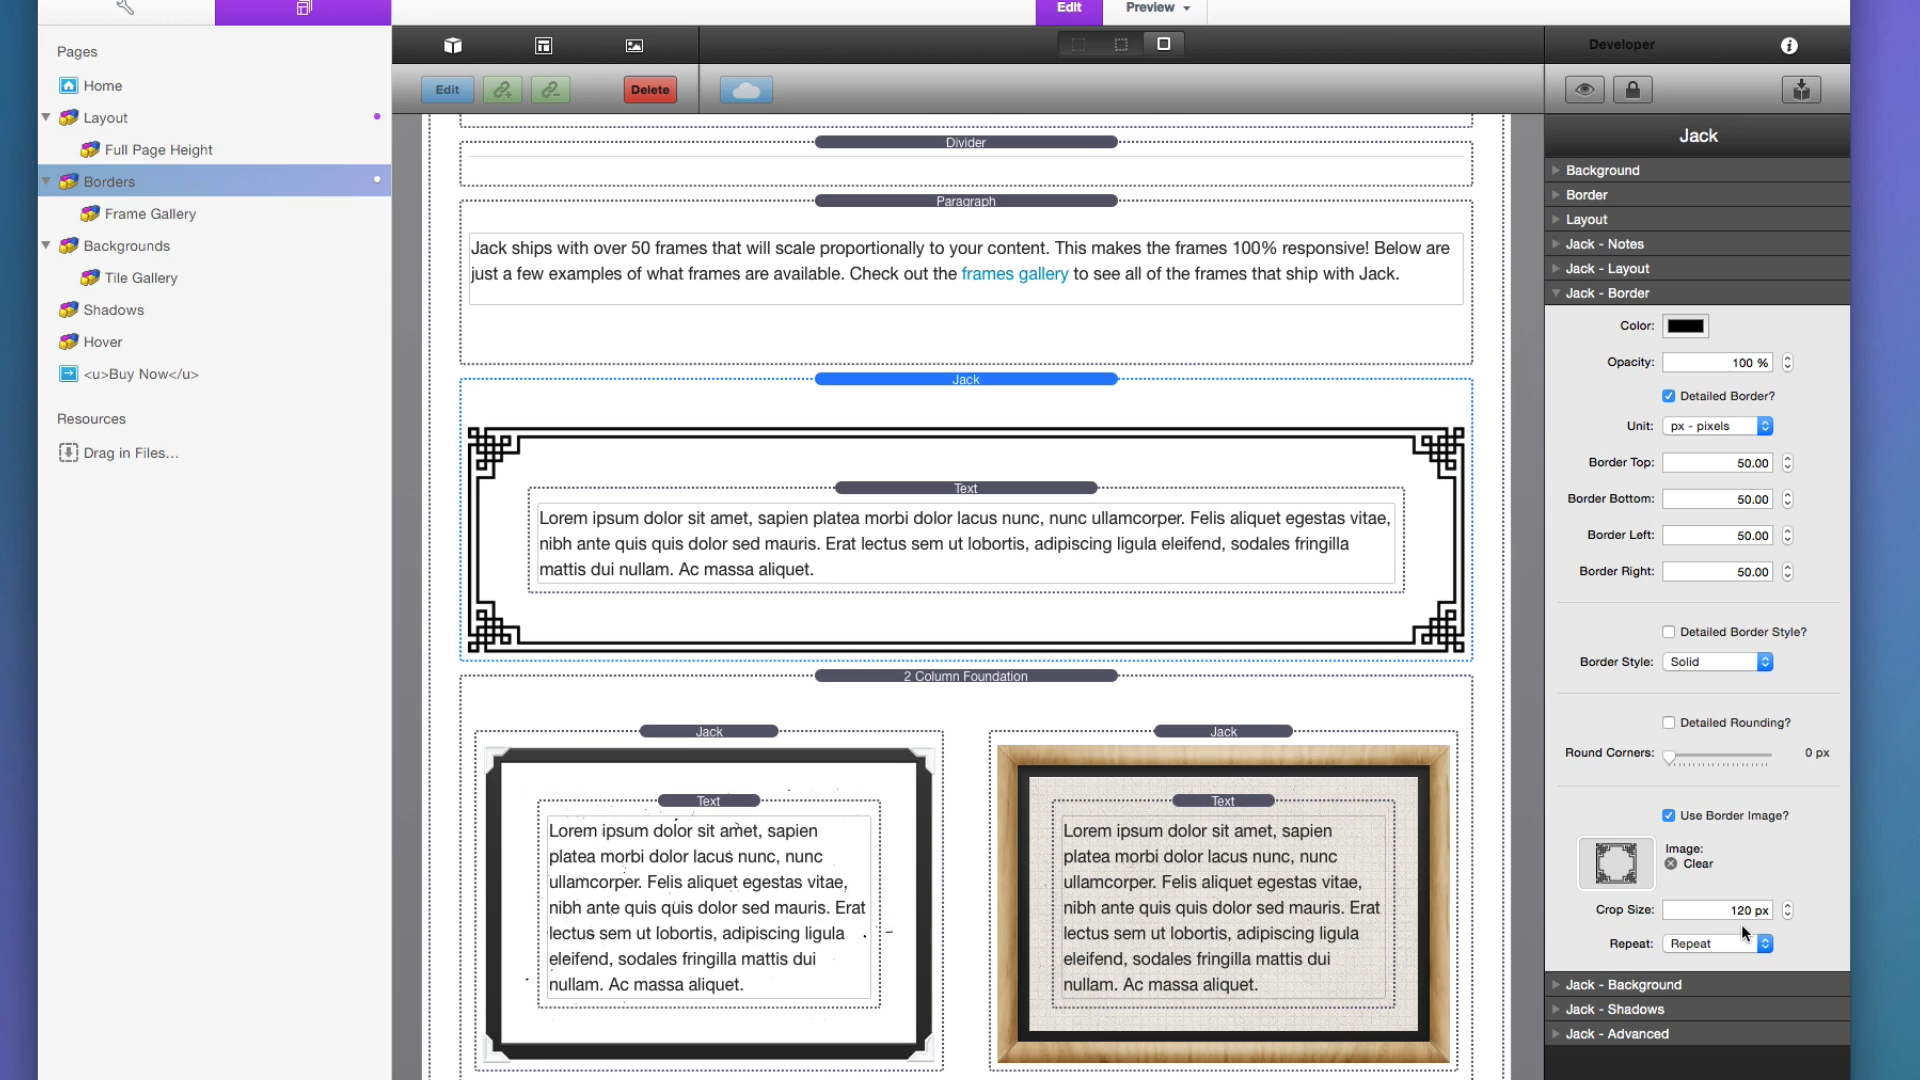 Edit
Preview
Pages
Home
Layout
Full Page Height
Borders
Frame Gallery
Backgrounds
Tile Gallery
Shadows
Hover
<u>Buy Now</u>
Resources
Drag in Files...
Developer
Edit
Delete
Divider
Paragraph
Jack ships with over 50 frames that will scale proportionally to your content. This makes the frames 100% responsive! Below are
just a few examples of what frames are available. Check out the frames gallery to see all of the frames that ship with Jack.
Jack
Text
Lorem ipsum dolor sit amet, sapien platea morbi dolor lacus nunc, nunc ullamcorper. Felis aliquet egestas vitae,
nibh ante quis quis dolor sed mauris. Erat lectus sem ut lobortis, adipiscing ligula eleifend, sodales fringilla
mattis dui nullam. Ac massa aliquet.
2 Column Foundation
Jack
Text
Lorem ipsum dolor sit amet, sapien
platea morbi dolor lacus nunc, nunc
ullamcorper. Felis aliquet egestas vitae,
nibh ante quis quis dolor sed mauris. Erat
lectus sem ut lobortis, adipiscing ligula
eleifend, sodales fringilla mattis dui
nullam. Ac massa aliquet.
Jack
Text
Lorem ipsum dolor sit amet, sapien
platea morbi dolor lacus nunc, nunc
ullamcorper. Felis aliquet egestas vitae,
nibh ante quis quis dolor sed mauris. Erat
lectus sem ut lobortis, adipiscing ligula
eleifend, sodales fringilla mattis dui
nullam. Ac massa aliquet.
Jack
Background
Border
Layout
Jack - Notes
Jack - Layout
Jack - Border
Color:
Opacity: 100 %
Detailed Border?
Unit: px - pixels
Border Top: 50.00
Border Bottom: 50.00
Border Left: 50.00
Border Right: 50.00
Detailed Border Style?
Border Style: Solid
Detailed Rounding?
Round Corners: 0 px
Use Border Image?
Image:
Clear
Crop Size: 120 px
Repeat: Repeat
Jack - Background
Jack - Shadows
Jack - Advanced